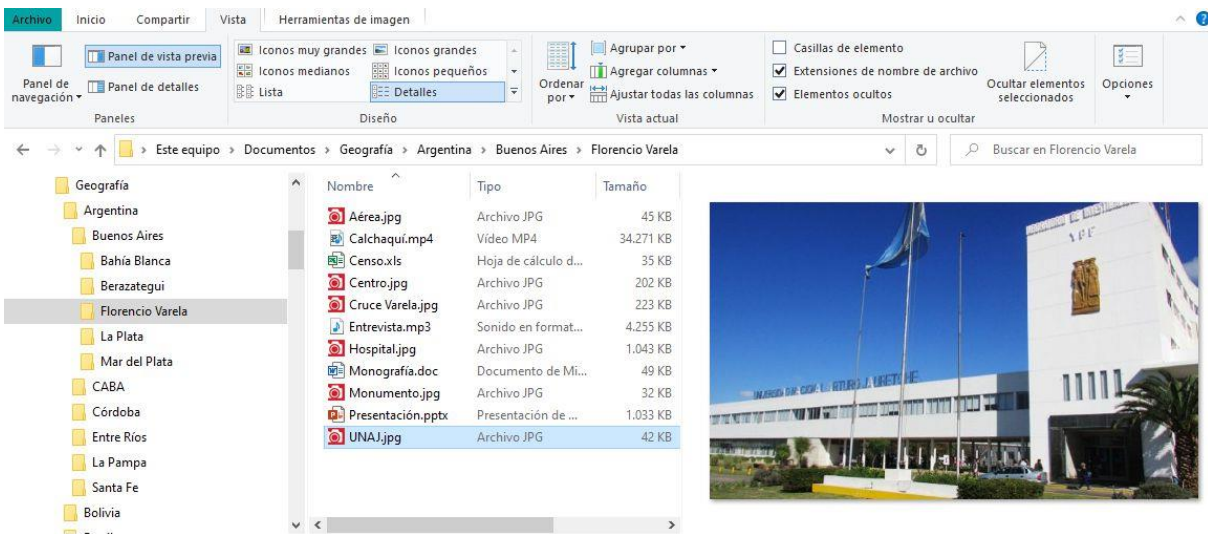 Archivo Inicio Compartir Vista Herramientas de imagen
Panel de navegación
Panel de vista previa
Panel de detalles
Paneles
Iconos muy grandes Iconos grandes
Iconos medianos Iconos pequeños
Lista Detalles
Diseño
Ordenar por
Agrupar por
Agregar columnas
Ajustar todas las columnas
Vista actual
Casillas de elemento
Extensiones de nombre de archivo
Elementos ocultos
Ocultar elementos seleccionados
Mostrar u ocultar
Opciones
Este equipo > Documentos > Geografía > Argentina > Buenos Aires > Florencio Varela
Buscar en Florencio Varela
Geografía
Argentina
Buenos Aires
Bahía Blanca
Berazategui
Florencio Varela
La Plata
Mar del Plata
CABA
Córdoba
Entre Ríos
La Pampa
Santa Fe
Bolivia
Nombre Tipo Tamaño
Aérea.jpg Archivo JPG 45 KB
Calchaquí.mp4 Vídeo MP4 34.271 KB
Censo.xls Hoja de cálculo d... 35 KB
Centro.jpg Archivo JPG 202 KB
Cruce Varela.jpg Archivo JPG 223 KB
Entrevista.mp3 Sonido en format... 4.255 KB
Hospital.jpg Archivo JPG 1.043 KB
Monografía.doc Documento de Mi... 49 KB
Monumento.jpg Archivo JPG 32 KB
Presentación.pptx Presentación de ... 1.033 KB
UNAJ.jpg Archivo JPG 42 KB
YPF